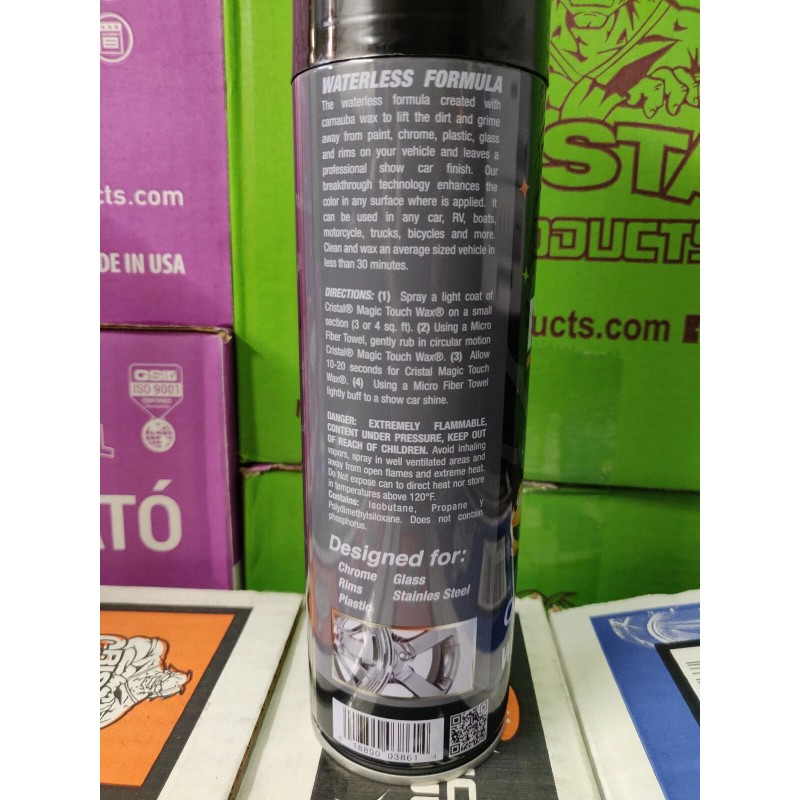 WATERLESS FORMULA
The waterless formula created with
carnauba wax to lift the dirt and grime
away from paint, chrome, plastic, glass
and rims on your vehicle and leaves a
professional show car finish. Our
breakthrough technology enhances the
color in any surface where is applied. It
can be used in any car, RV, boats,
motorcycle, trucks, bicycles and more.
Clean and wax an average sized vehicle in
less than 30 minutes.
DIRECTIONS: (1) Spray a light coat of
Cristal® Magic Touch Wax® on a small
section (3 or 4 sq. ft). (2) Using a Micro
Fiber Towel, gently rub in circular motion
Cristal® Magic Touch Wax®. (3) Allow
10-20 seconds for Cristal Magic Touch
Wax®. (4) Using a Micro Fiber Towel
lightly buff to a show car shine.
DANGER: EXTREMELY FLAMMABLE,
CONTENT UNDER PRESSURE, KEEP OUT
OF REACH OF CHILDREN. Avoid inhaling
vapors, spray in well ventilated areas and
away from open flames and extreme heat.
Do Not expose can to direct heat nor store
in temperatures above 120°F.
Contains: Isobutane, Propane y
Polydimethylsiloxane. Does not contain
phosphorus.
Designed for:
Chrome Glass
Rims Stainles Steel
Plastic
18890 03861 4
cts.com
DE IN USA
QSIG
ISO 9001
CERTIFIED
ATÓ
STA
ODUCTS
ucts.com